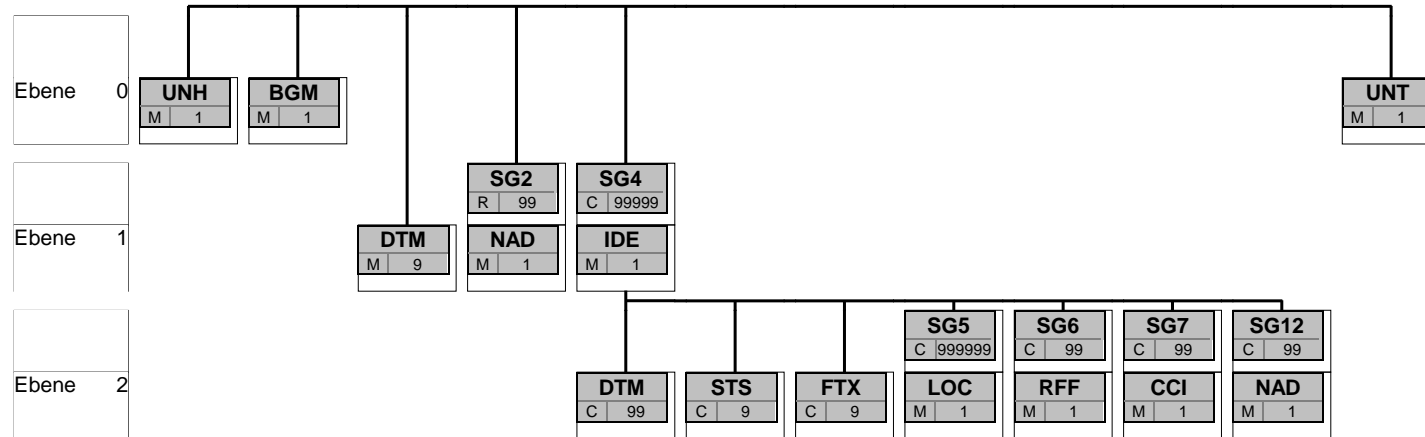 Ebene 0
UNH BGM UNT
M 1 M 1 M 1
SG2 SG4
R 99 C 99999
Ebene 1
DTM NAD IDE
M 9 M 1 M 1
SG5 SG6 SG7 SG12
C 999999 C 99 C 99 C 99
Ebene 2
DTM STS FTX LOC RFF CCI NAD
C 99 C 9 C 9 M 1 M 1 M 1 M 1